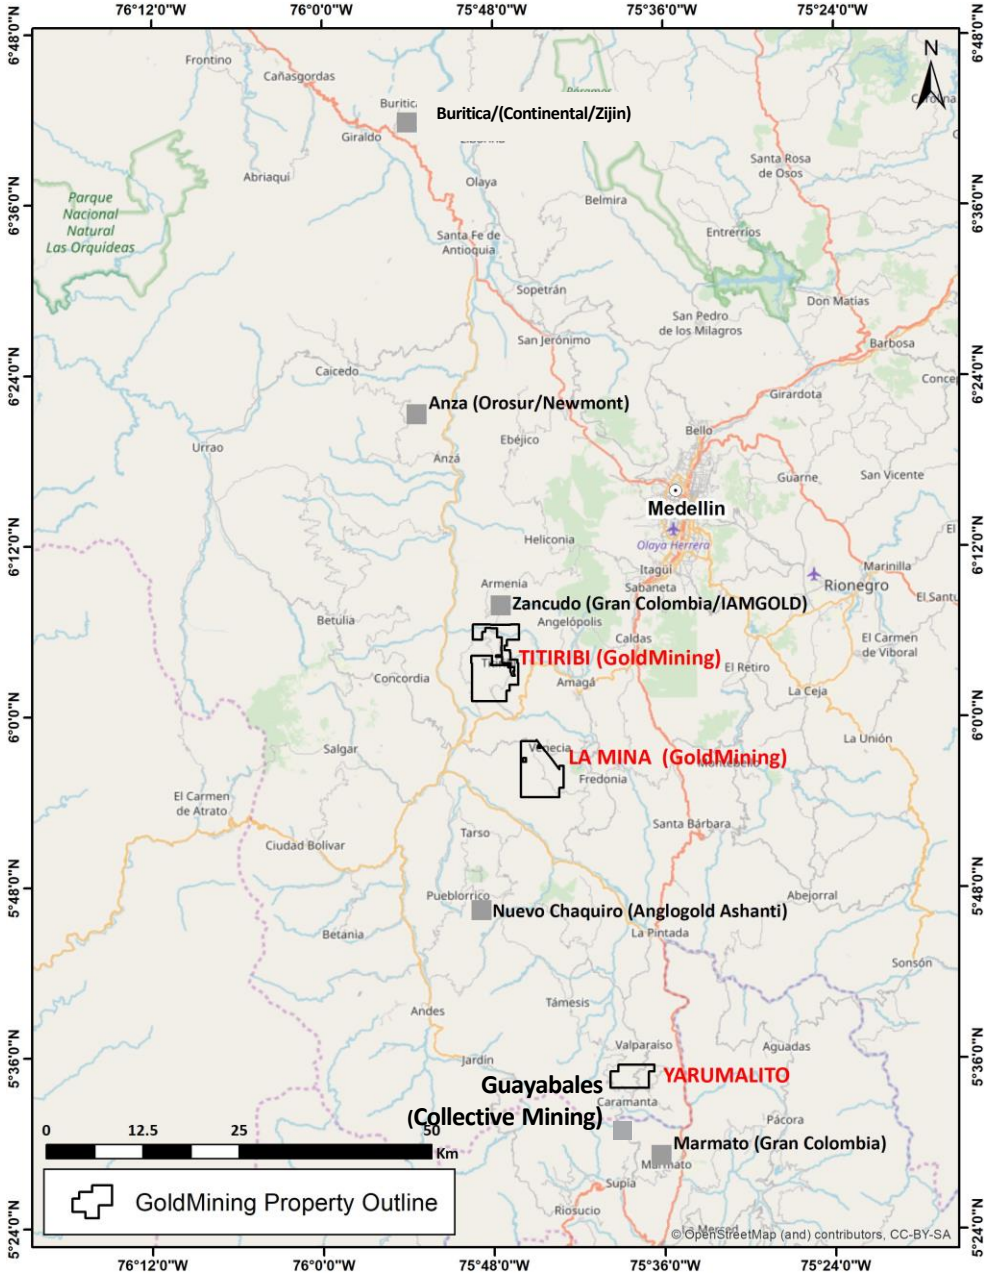 76°12'0"W
76°0'0"W
75°48'0"W
75°36'0"W
75°24'0"W
6°48'0"N
6°48'0"N
N
Frontino
Cañasgordas
Páramos
Buritica/(Continental/Zijin)
Giraldo
Abriaquí
Santa Rosa
de Osos
Olaya
Belmira
6°36'0"N
6°36'0"N
Parque
Nacional
Natural
Las Orquideas
Santa Fe de
Antioquia
Entrerrios
Sopetrán
Don Matías
San Pedro
de los Milagros
San Jerónimo
Barbosa
6°24'0"N
6°24'0"N
Caicedo
Girardota
Anza (Orosur/Newmont)
Bello
Ebéjico
Urrao
Anzá
Guarne
San Vicente
Medellin
6°12'0"N
6°12'0"N
Heliconia
Olaya Herrera
Itagüí
Marinilla
Armenia
Sabaneta
Rionegro
Zancudo (Gran Colombia/IAMGOLD)
Betulia
Angelópolis
Caldas
El Carmen
de Viboral
TITIRIBI (GoldMining)
El Retiro
Concordia
Amagá
La Ceja
6°0'0"N
6°0'0"N
La Unión
Salgar
Venecia
LA MINA (GoldMining)
Fredonia
El Carmen
de Atrato
Santa Bárbara
Tarso
Ciudad Bolívar
5°48'0"N
5°48'0"N
Pueblorrico
Abejorral
Nuevo Chaquiro (Anglogold Ashanti)
Betania
La Pintada
Sonsón
Támesis
Andes
Valparaiso
Aguadas
5°36'0"N
5°36'0"N
Jardín
YARUMALITO
Guayabales
(Collective Mining)
Caramanta
Pácora
0
12.5
25
50
Km
Marmato (Gran Colombia)
Marmato
Supia
GoldMining Property Outline
Riosucio
La Merced
© OpenStreetMap (and) contributors, CC-BY-SA
5°24'0"N
5°24'0"N
76°12'0"W
76°0'0"W
75°48'0"W
75°36'0"W
75°24'0"W